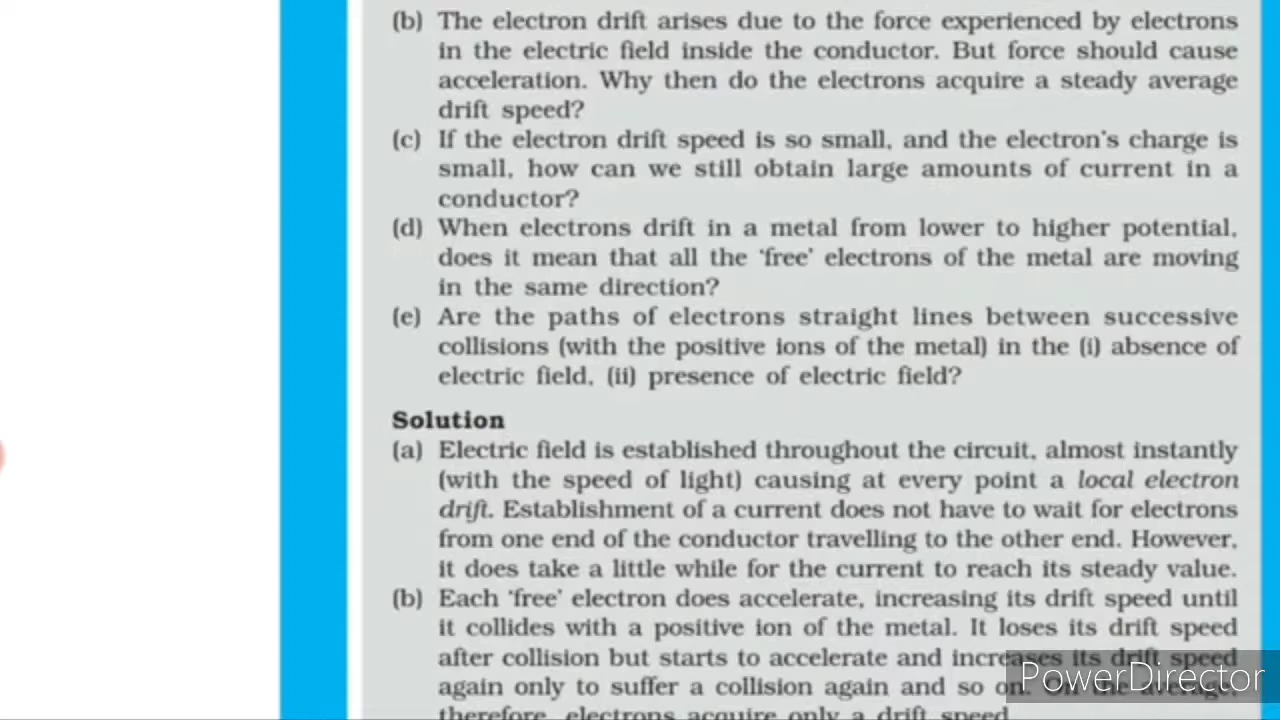 (b) The electron drift arises due to the force experienced by electrons
in the electric field inside the conductor. But force should cause
acceleration. Why then do the electrons acquire a steady average
drift speed?
(c) If the electron drift speed is so small, and the electron's charge is
small, how can we still obtain large amounts of current in a
conductor?
(d) When electrons drift in a metal from lower to higher potential,
does it mean that all the ‘free’ electrons of the metal are moving
in the same direction?
(e) Are the paths of electrons straight lines between successive
collisions (with the positive ions of the metal) in the (i) absence of
electric field, (ii) presence of electric field?
Solution
(a) Electric field is established throughout the circuit, almost instantly
(with the speed of light) causing at every point a local electron
drift. Establishment of a current does not have to wait for electrons
from one end of the conductor travelling to the other end. However,
it does take a little while for the current to reach its steady value.
(b) Each ‘free’ electron does accelerate, increasing its drift speed until
it collides with a positive ion of the metal. It loses its drift speed
after collision but starts to accelerate and increases its drift speed
again only to suffer a collision again and so on. On the average,
therefore, electrons acquire only a drift speed.
PowerDirector